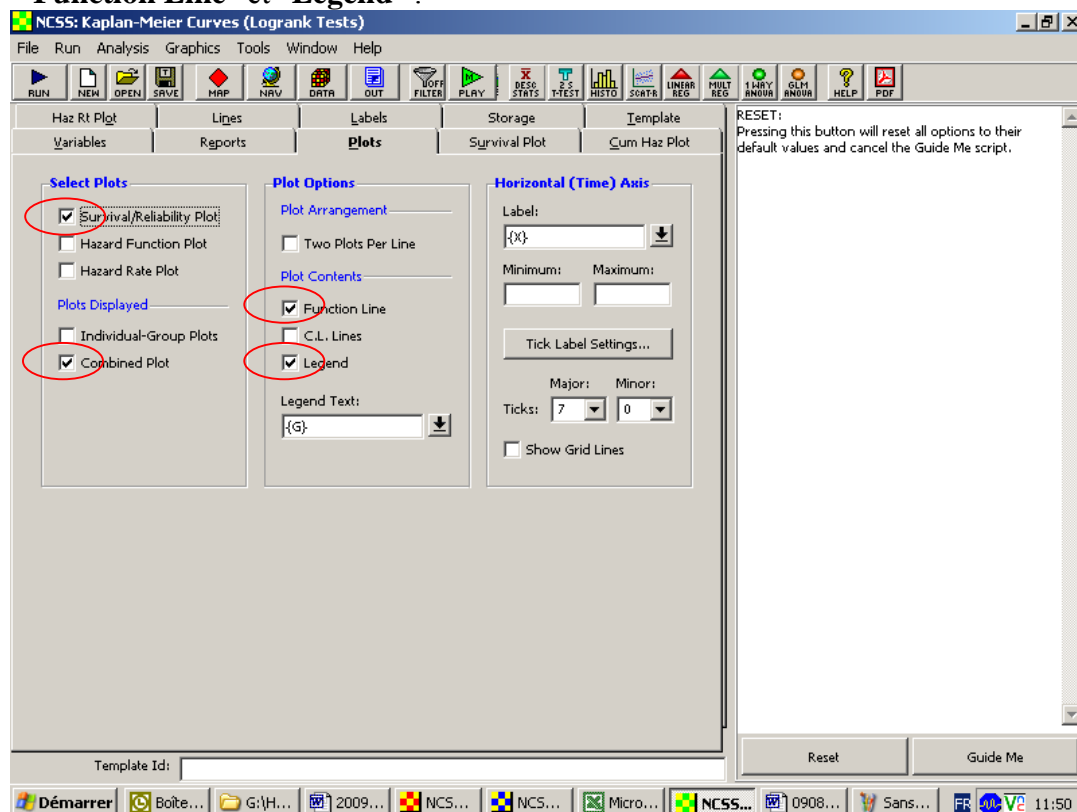 "Function Line" et "Legend" :
NCSS: Kaplan-Meier Curves (Logrank Tests)
File Run Analysis Graphics Tools Window Help
RUN NEW OPEN SAVE MAP NAV DATA OUT OFF FILTER PLAY X DESC STATS T 2 S T-TEST HISTO SCAT-R LINEAR REG MULT REG 1 WAY ANOVA GLM ANOVA HELP PDF
Haz Rt Plot Lines Labels Storage Template
Variables Reports Plots Survival Plot Cum Haz Plot
RESET:
Pressing this button will reset all options to their
default values and cancel the Guide Me script.
Select Plots
Survival/Reliability Plot
Hazard Function Plot
Hazard Rate Plot
Plots Displayed
Individual-Group Plots
Combined Plot
Plot Options
Plot Arrangement
Two Plots Per Line
Plot Contents
Function Line
C.L. Lines
Legend
Legend Text:
{G}
Horizontal (Time) Axis
Label:
{X}
Minimum: Maximum:
Tick Label Settings...
Major: Minor:
Ticks: 7 0
Show Grid Lines
Template Id:
Reset Guide Me
Démarrer Boîte... G:\H... 2009... NCS... NCS... Micro... NCSS... 0908... Sans... FR 11:50